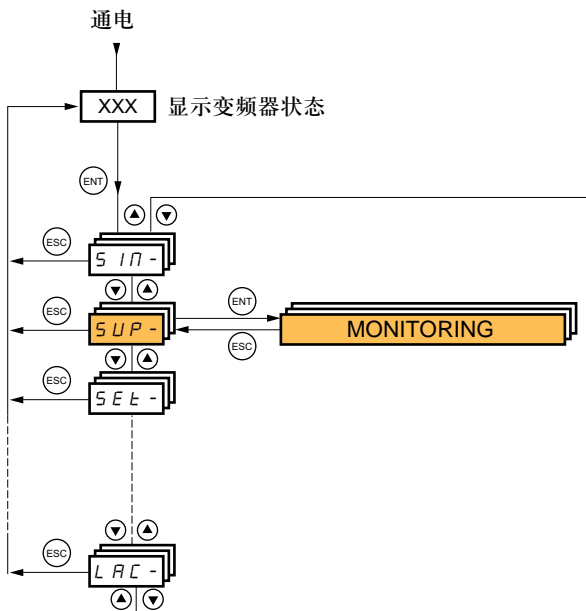 通电
XXX 显示变频器状态
ENT
ESC
SIM-
ESC
SUP-
ENT
ESC
MONITORING
ESC
SEt-
ESC
LAC-